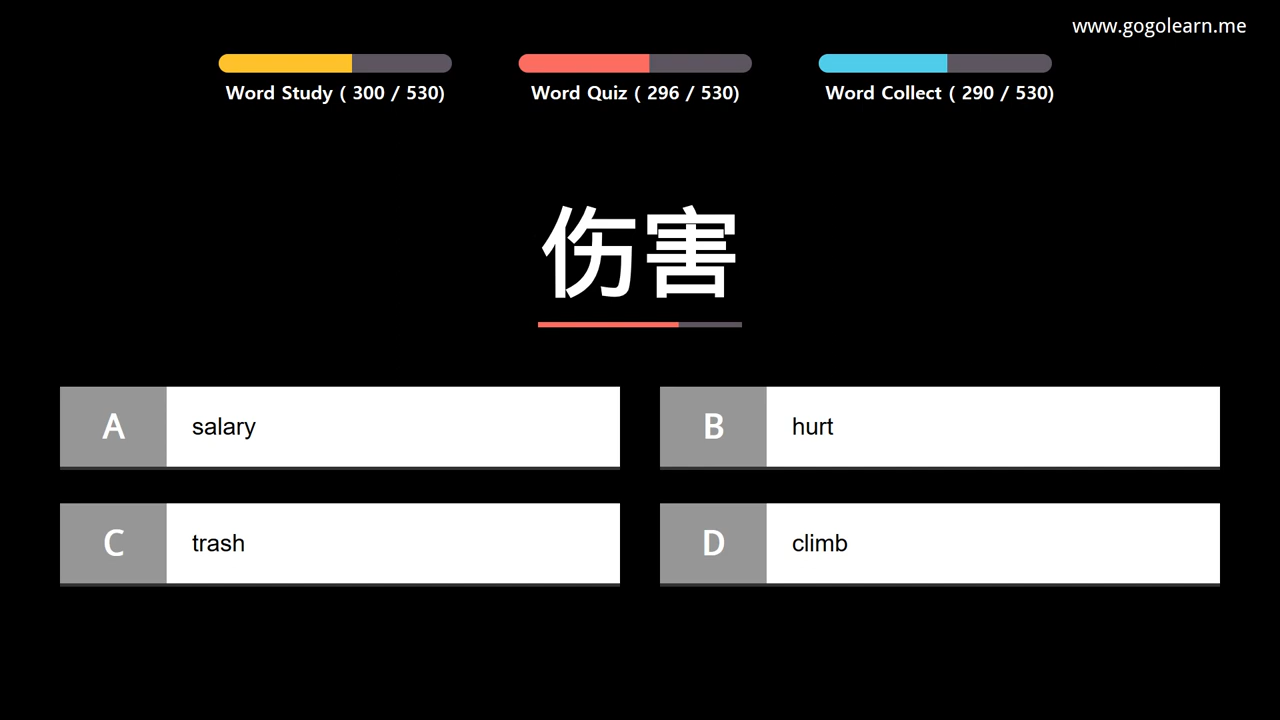 www.gogolearn.me
Word Study ( 300 / 530)
Word Quiz ( 296 / 530)
Word Collect ( 290 / 530)
伤害
A salary
B hurt
C trash
D climb